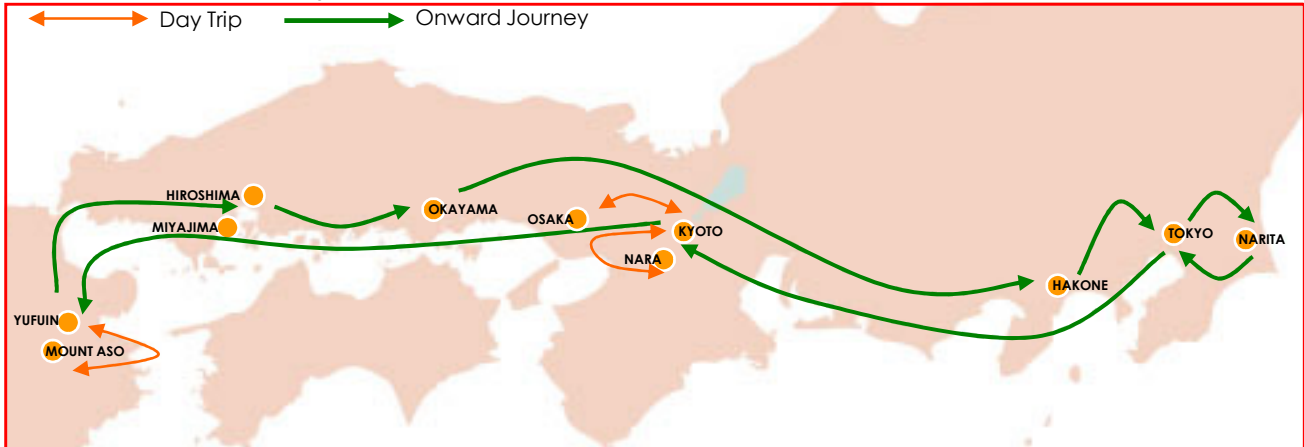 Day Trip
Onward Journey
HIROSHIMA
MIYAJIMA
OKAYAMA
OSAKA
KYOTO
NARA
TOKYO
NARITA
HAKONE
YUFUIN
MOUNT ASO